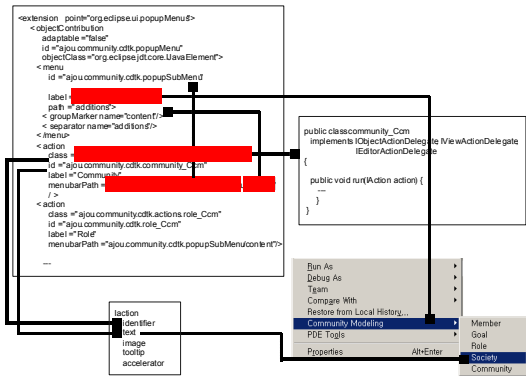 <extension point="org.eclipse.ui.popupMenus">
<objectContribution
adaptable ="false"
id ="ajou.community.cdtk.popupMenu"
objectClass="org.eclipse.jdt.core.IJavaElement">
< menu
id ="ajou.community.cdtk.popupSubMenu"
label =
path ="additions">
< groupMarker name="content"/>
< separator name="additions"/>
< /menu>
< action
class =
id ="ajou.community.cdtk.community_Ccm"
label ="Community"
menubarPath =
/ >
< action
class ="ajou.community.cdtk.actions.role_Ccm"
id ="ajou.community.cdtk.role_Ccm"
label ="Role"
menubarPath ="ajou.community.cdtk.popupSubMenu/content"/>
---
public class community_Ccm
implements IObjectActionDelegate, IViewActionDelegate,
IEditorActionDelegate
{
public void run(IAction action) {
---
}
}
Iaction
identifier
text
image
tooltip
accelerator
Run As
Debug As
Team
Compare With
Restore from Local History...
Community Modeling
PDE Tools
Properties Alt+Enter
Member
Goal
Role
Society
Community